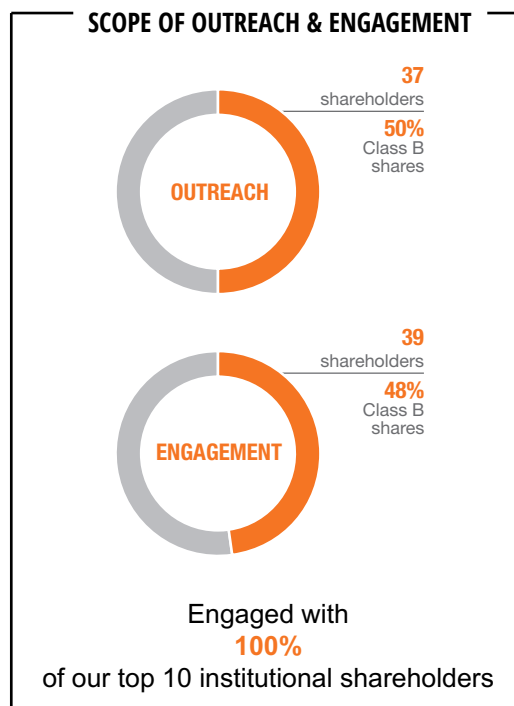 SCOPE OF OUTREACH & ENGAGEMENT
37
shareholders
50%
Class B
shares
OUTREACH
39
shareholders
48%
Class B
shares
ENGAGEMENT
Engaged with
100%
of our top 10 institutional shareholders